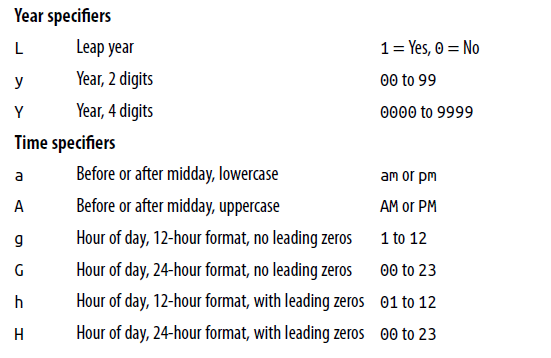 Year specifiers
L Leap year 1 = Yes, 0 = No
y Year, 2 digits 00 to 99
Y Year, 4 digits 0000 to 9999
Time specifiers
a Before or after midday, lowercase am or pm
A Before or after midday, uppercase AM or PM
g Hour of day, 12-hour format, no leading zeros 1 to 12
G Hour of day, 24-hour format, no leading zeros 00 to 23
h Hour of day, 12-hour format, with leading zeros 01 to 12
H Hour of day, 24-hour format, with leading zeros 00 to 23